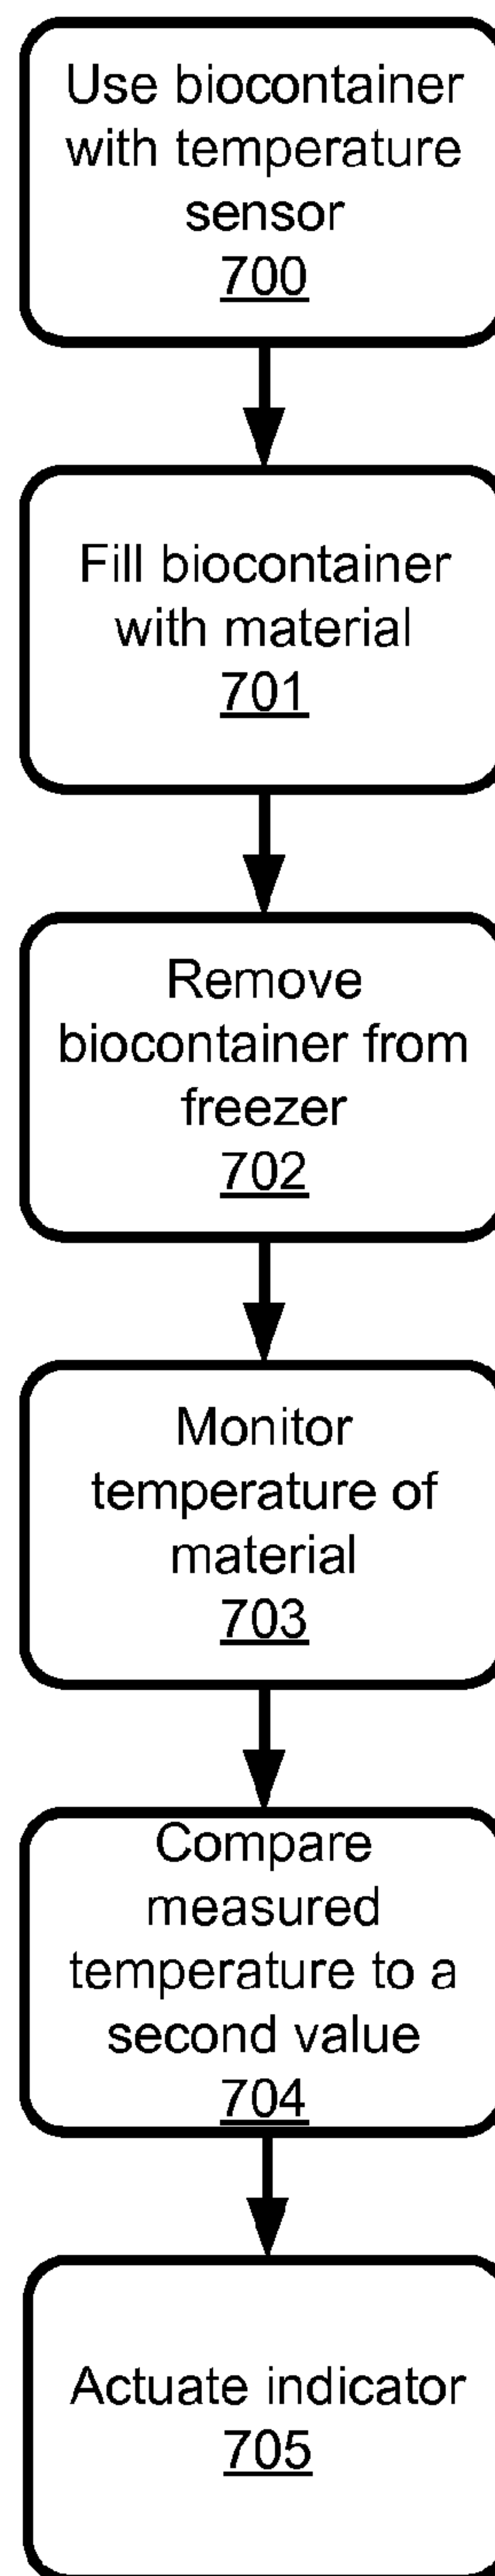 Use biocontainer
with temperature
sensor
700
Fill biocontainer
with material
701
Remove
biocontainer from
freezer
702
Monitor
temperature of
material
703
Compare
measured
temperature to a
second value
704
Actuate indicator
705